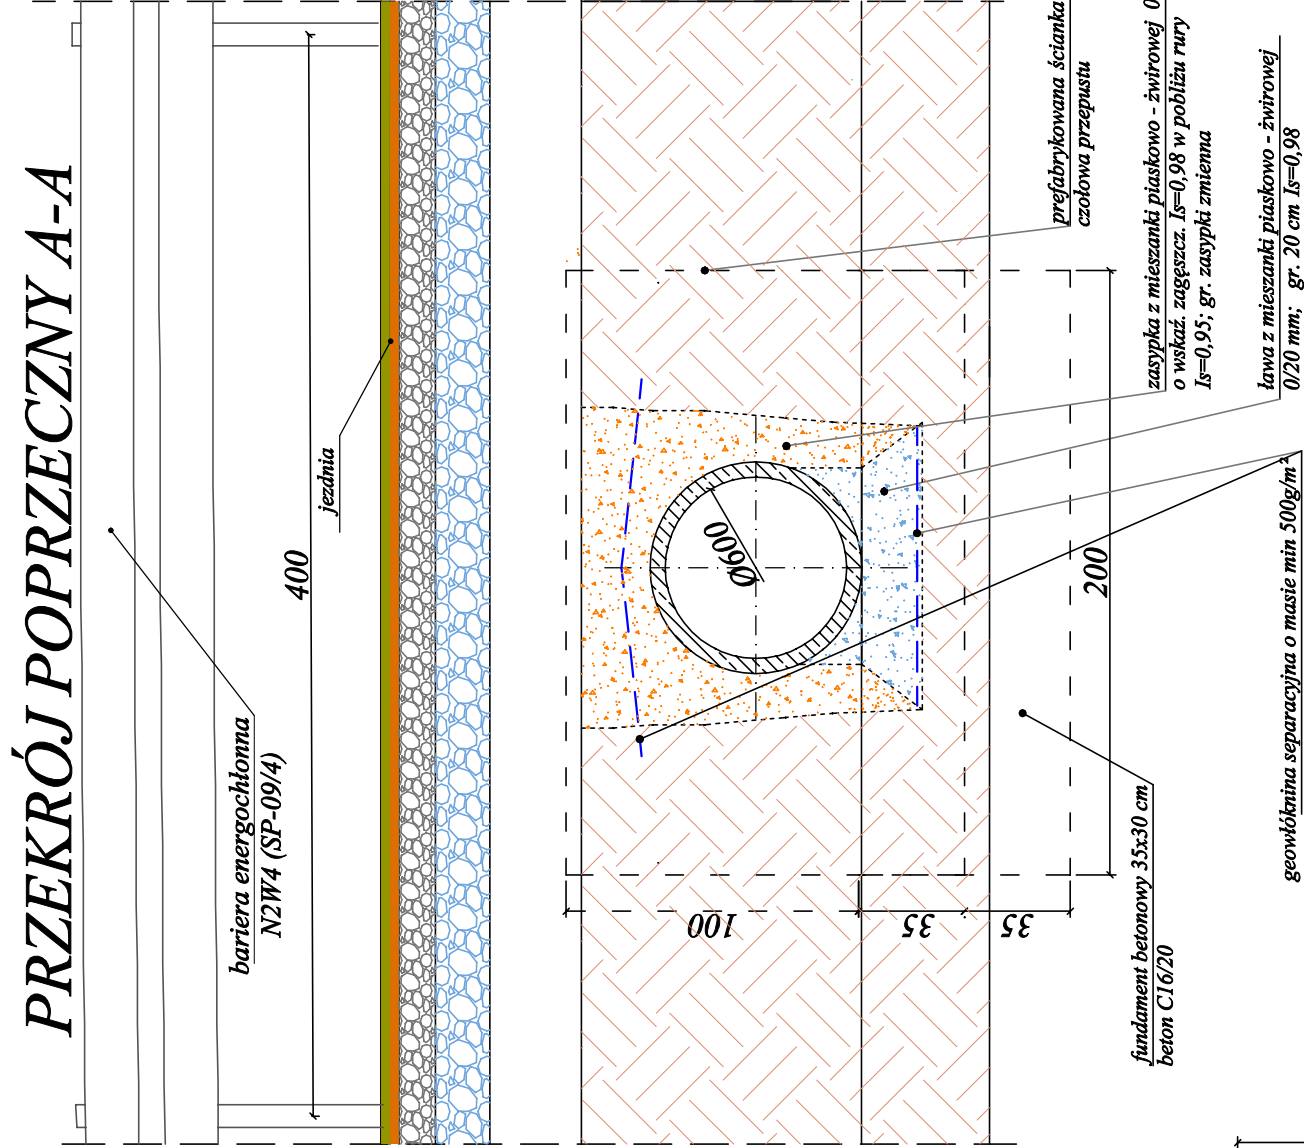 PRZEKRÓJ POPRZECZNY A-A
bariera energochłonna
N2W4 (SP-09/4)
400
jezdnia
Ø600
100
35
35
200
prefabrykowana ścianka
czołowa przepustu
zasypka z mieszanki piaskowo - żwirowej 0
o wskaź. zagęszcz. Is=0,98 w pobliżu rury
Is=0,95; gr. zasypki zmienna
ława z mieszanki piaskowo - żwirowej
0/20 mm; gr. 20 cm Is=0,98
fundament betonowy 35x30 cm
beton C16/20
geowłóknina separacyjna o masie min 500g/m²